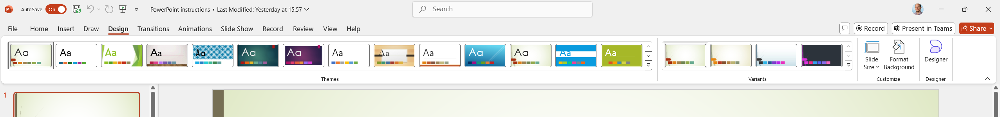 AutoSave On PowerPoint instructions • Last Modified: Yesterday at 15.57 Search
File Home Insert Draw Design Transitions Animations Slide Show Record Review View Help Record Present in Teams Share
Aa Aa Aa Aa Aa Aa Aa Aa Aa Aa Aa Aa Aa Aa
Slide Size
Format Background
Designer
Themes Variants Customize Designer
1